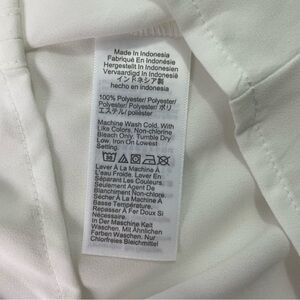 Made In Indonesia
Fabriqué En Indonésie
Hergestellt In Indonesien
Vervaardigd In Indonesië
インドネシア製
hecho en indonesia
100% Polyester/ Polyester/
Polyester/ Polyester/ ポリ
エステル/ poliéster
Machine Wash Cold, With
Like Colors. Non-chlorine
Bleach Only. Tumble Dry
Low. Iron On Lowest
Setting.
Laver À La Machine À
L'eau Froide. Laver En
Séparant Les Couleurs.
Seulement Agent De
Blanchiment Non-chlore.
Sécher À La Machine À
Basse Température.
Repasser À Fer Doux Si
Nécessaire.
In Der Maschine Kalt
Waschen. Mit Ähnlichen
Farben Waschen. Nur
Chlorfreies Bleichmittel